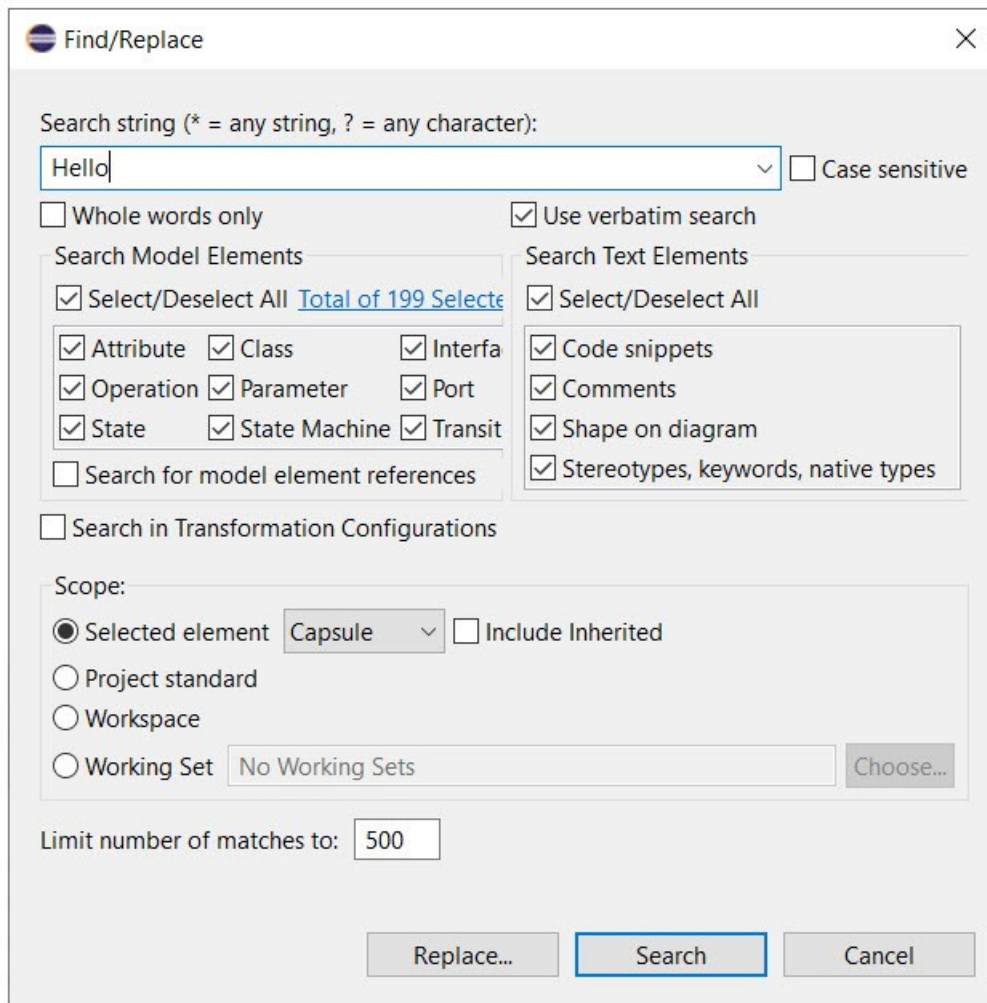 Find/Replace
Search string (* = any string, ? = any character):
Hello
Case sensitive
Whole words only
Use verbatim search
Search Model Elements
Search Text Elements
Select/Deselect All Total of 199 Selecte
Select/Deselect All
Attribute Class Interfa
Code snippets
Operation Parameter Port
Comments
State State Machine Transit
Shape on diagram
Search for model element references
Stereotypes, keywords, native types
Search in Transformation Configurations
Scope:
Selected element Capsule Include Inherited
Project standard
Workspace
Working Set No Working Sets Choose...
Limit number of matches to: 500
Replace... Search Cancel